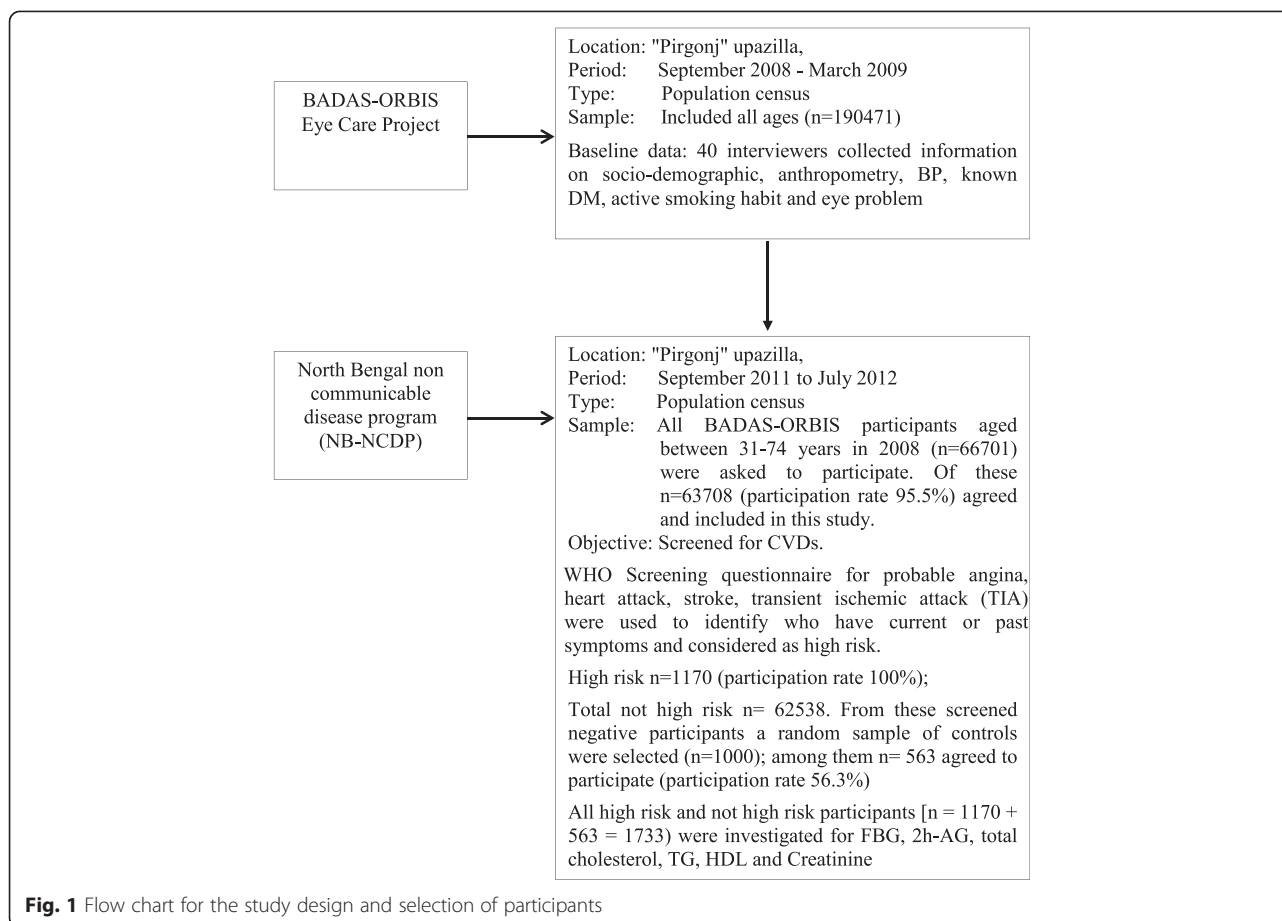 BADAS-ORBIS
Eye Care Project
Location: "Pirgonj" upazilla,
Period: September 2008 - March 2009
Type: Population census
Sample: Included all ages (n=190471)
Baseline data: 40 interviewers collected information
on socio-demographic, anthropometry, BP, known
DM, active smoking habit and eye problem
North Bengal non
communicable
disease program
(NB-NCDP)
Location: "Pirgonj" upazilla,
Period: September 2011 to July 2012
Type: Population census
Sample: All BADAS-ORBIS participants aged
between 31-74 years in 2008 (n=66701)
were asked to participate. Of these
n=63708 (participation rate 95.5%) agreed
and included in this study.
Objective: Screened for CVDs.
WHO Screening questionnaire for probable angina,
heart attack, stroke, transient ischemic attack (TIA)
were used to identify who have current or past
symptoms and considered as high risk.
High risk n=1170 (participation rate 100%);
Total not high risk n= 62538. From these screened
negative participants a random sample of controls
were selected (n=1000); among them n= 563 agreed to
participate (participation rate 56.3%)
All high risk and not high risk participants [n = 1170 +
563 = 1733) were investigated for FBG, 2h-AG, total
cholesterol, TG, HDL and Creatinine
Fig. 1 Flow chart for the study design and selection of participants